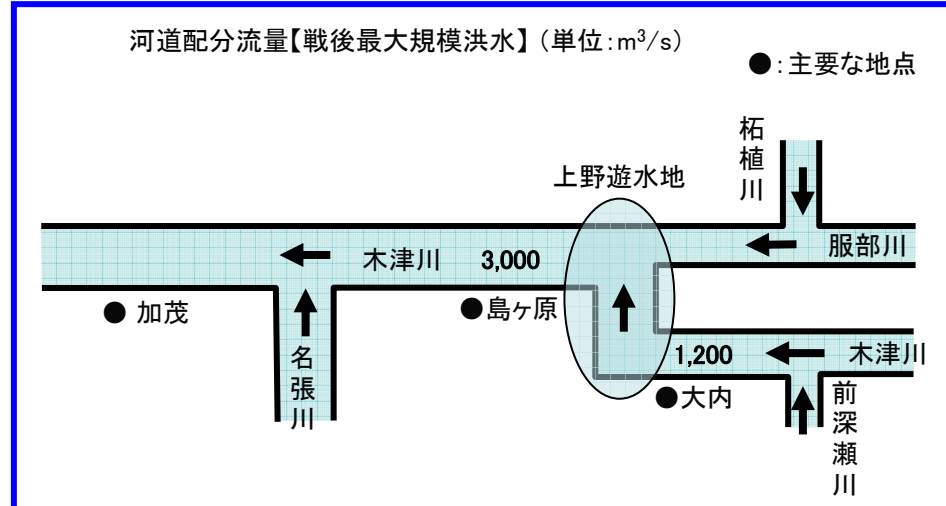 河道配分流量【戦後最大規模洪水】(単位:m³/s)
●:主要な地点
柘植川
上野遊水地
服部川
木津川
3,000
●加茂
●島ヶ原
名張川
1,200
木津川
●大内
前深瀬川